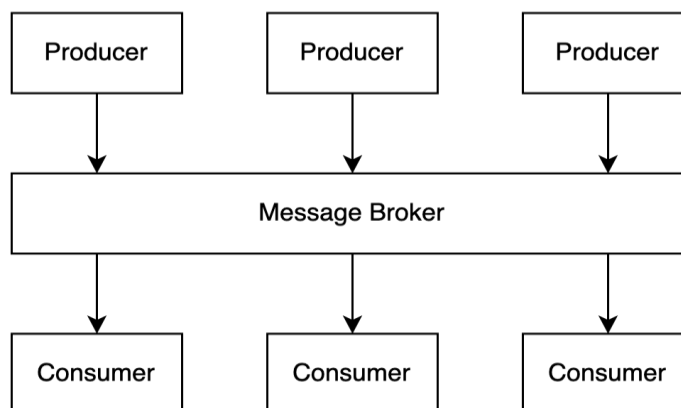 Producer
Producer
Producer
Message Broker
Consumer
Consumer
Consumer